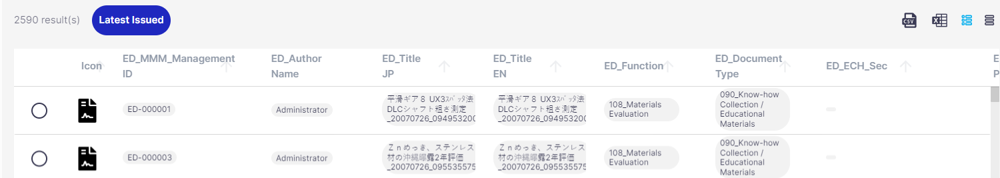 2590 result(s)
Latest Issued
CSV
X
Icon
ED_MMM_Management
ID
ED_Author
Name
ED_Title
JP
ED_Title
EN
ED_Function
ED_Document
Type
ED_ECH_Sec
ED-000001
Administrator
平滑ギア８ UX3ｽﾊﾟｯﾀ法
DLCシャフト粗さ測定
_20070726_094953200
平滑ギア８ UX3ｽﾊﾟｯﾀ法
DLCシャフト粗さ測定
_20070726_094953200
108_Materials
Evaluation
090_Know-how
Collection /
Educational
Materials
ED-000003
Administrator
Ｚｎめっき、ステンレス
材の沖縄曝露2年評価
_20070726_095535575
Ｚｎめっき、ステンレス
材の沖縄曝露2年評価
_20070726_095535575
108_Materials
Evaluation
090_Know-how
Collection /
Educational
Materials